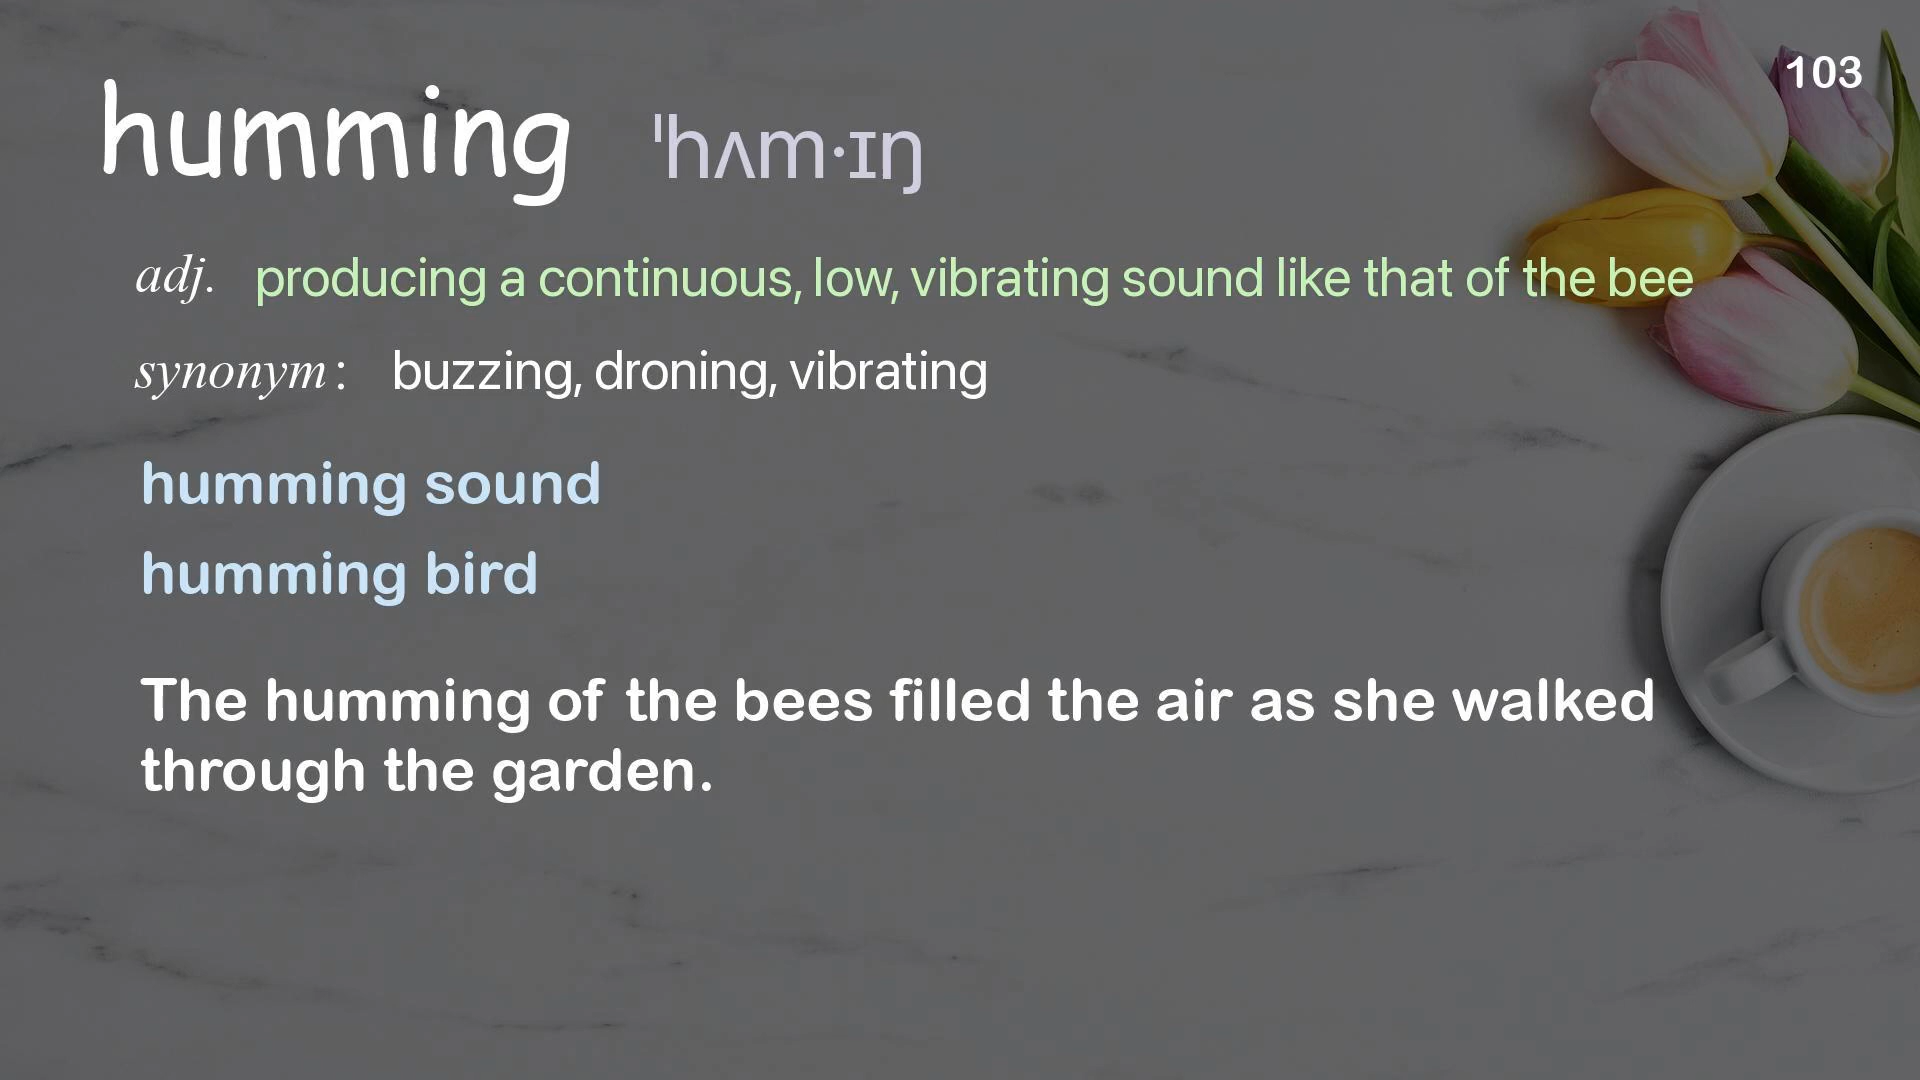 103
humming ˈhʌm·ɪŋ
adj. producing a continuous, low, vibrating sound like that of the bee
synonym: buzzing, droning, vibrating
humming sound
humming bird
The humming of the bees filled the air as she walked
through the garden.